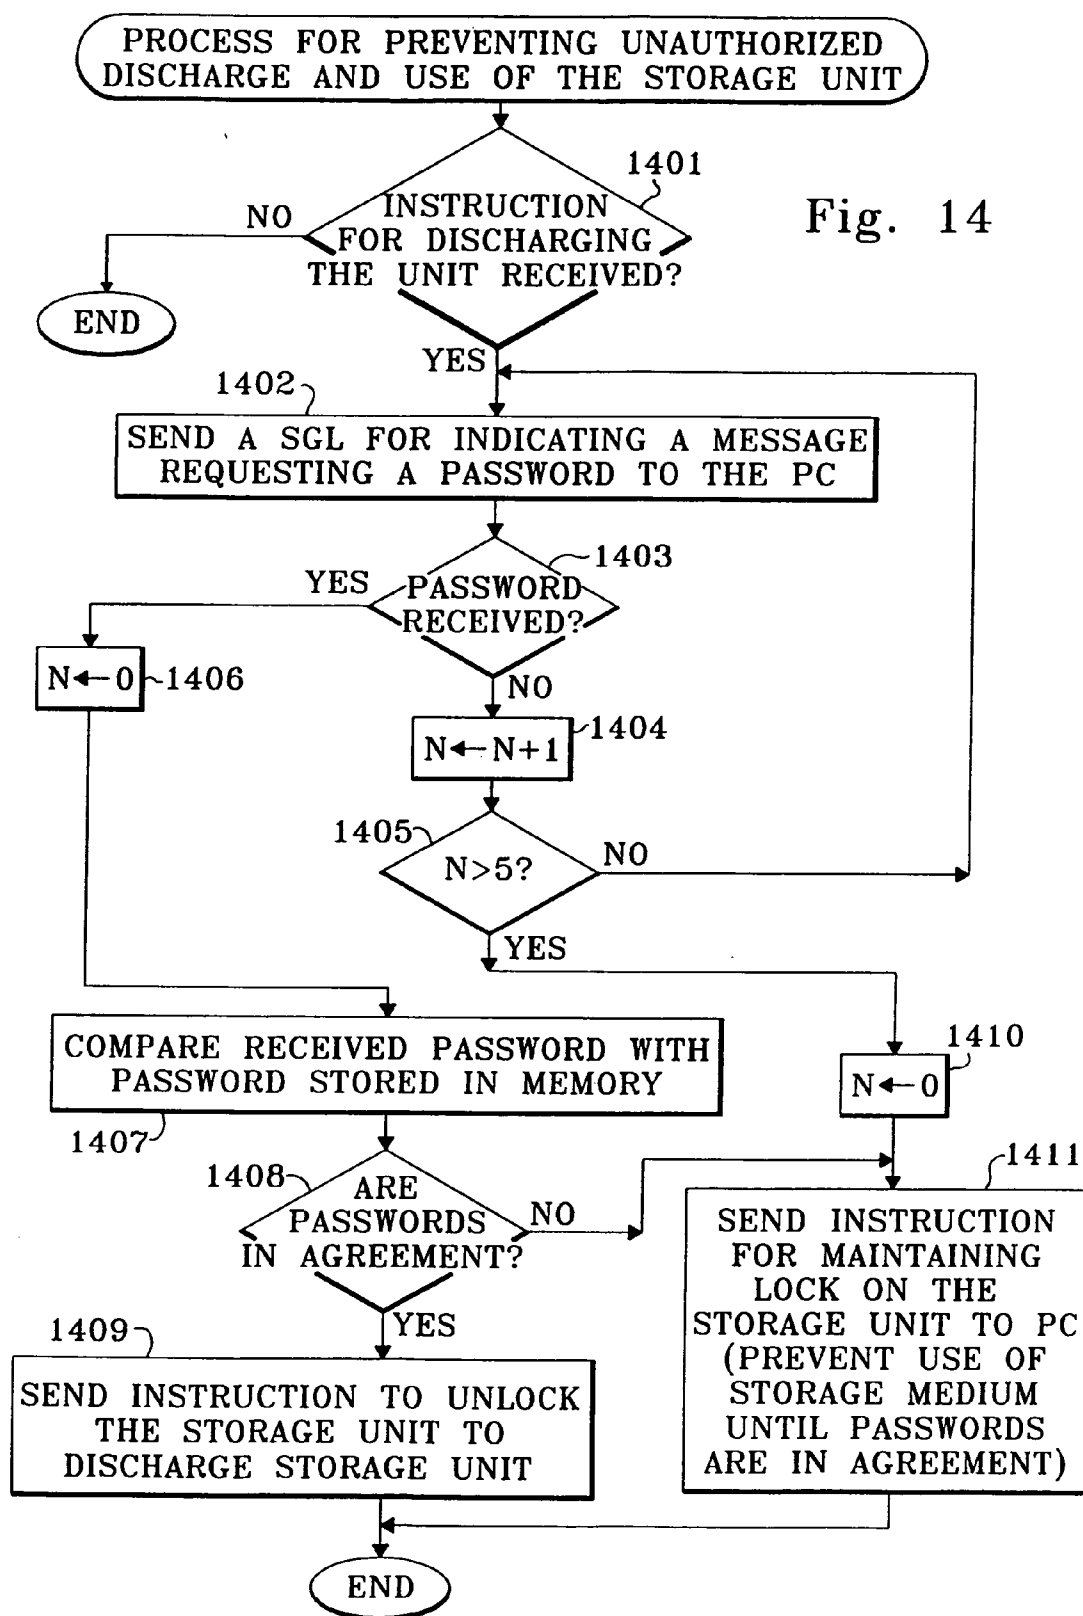 PROCESS FOR PREVENTING UNAUTHORIZED
DISCHARGE AND USE OF THE STORAGE UNIT
Fig. 14
1401
INSTRUCTION
FOR DISCHARGING
THE UNIT RECEIVED?
NO
END
YES
1402
SEND A SGL FOR INDICATING A MESSAGE
REQUESTING A PASSWORD TO THE PC
1403
PASSWORD
RECEIVED?
YES
NO
N←0
1406
N←N+1
1404
1405
N>5?
NO
YES
COMPARE RECEIVED PASSWORD WITH
PASSWORD STORED IN MEMORY
1407
N←0
1410
1408
ARE
PASSWORDS
IN AGREEMENT?
NO
YES
1411
SEND INSTRUCTION
FOR MAINTAINING
LOCK ON THE
STORAGE UNIT TO PC
(PREVENT USE OF
STORAGE MEDIUM
UNTIL PASSWORDS
ARE IN AGREEMENT)
1409
SEND INSTRUCTION TO UNLOCK
THE STORAGE UNIT TO
DISCHARGE STORAGE UNIT
END